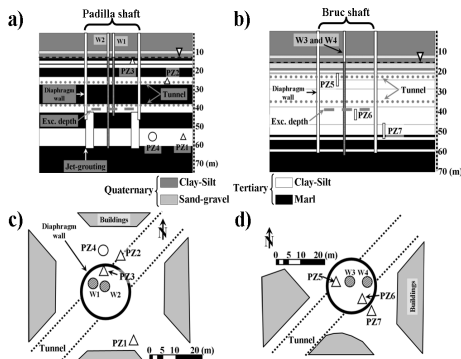 a)
Padilla shaft
W2
W1
PZ3
PZ2
Diaphragm
wall
Tunnel
Exc. depth
PZ4
PZ1
Jet-grouting
10
20
30
40
50
60
70 (m)
b)
Bruc shaft
W3 and W4
PZ5
Diaphragm
wall
Tunnel
Exc. depth
PZ6
PZ7
10
20
30
40
50
60
70 (m)
Quaternary
Clay-Silt
Sand-gravel
Tertiary
Clay-Silt
Marl
c)
Buildings
N
Diaphragm
wall
PZ4
PZ2
PZ3
W1
W2
PZ1
Tunnel
0 5 10 20 (m)
d)
N
0 5 10 20 (m)
PZ5
W3
W4
PZ6
PZ7
Buildings
Tunnel